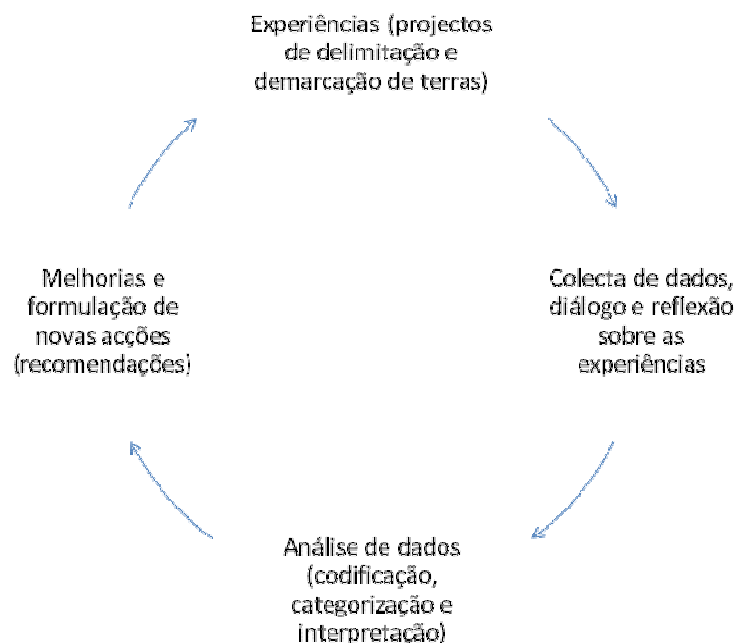 Experiências (projectos
de delimitação e
demarcação de terras)
Colecta de dados,
diálogo e reflexão
sobre as
experiências
Análise de dados
(codificação,
categorização e
interpretação)
Melhorias e
formulação de
novas acções
(recomendações)